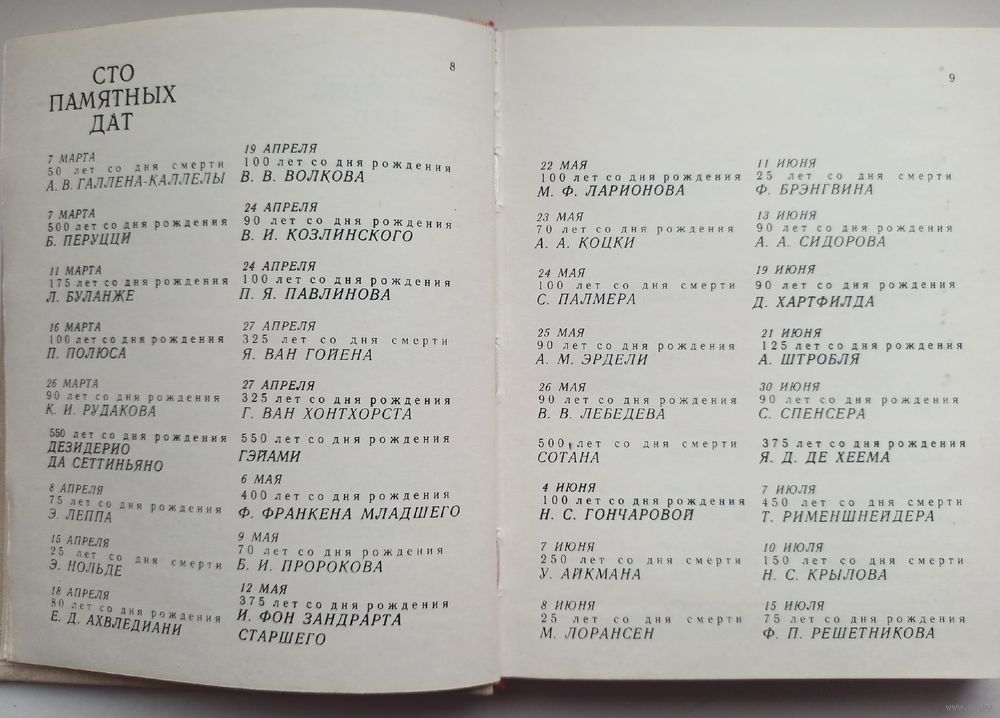 8
СТО
ПАМЯТНЫХ
ДАТ
7 МАРТА
50 лет со дня смерти
А. В. ГАЛЛЕНА-КАЛЛЕЛЫ
7 МАРТА
500 лет со дня рождения
Б. ПЕРУЦЦИ
11 МАРТА
175 лет со дня рождения
Л. БУЛАНЖЕ
16 МАРТА
100 лет со дня рождения
П. ПОЛЮСА
26 МАРТА
90 лет со дня рождения
К. И. РУДАКОВА
550 лет со дня рождения
ДЕЗИДЕРИО
ДА СЕТТИНЬЯНО
8 АПРЕЛЯ
75 лет со дня рождения
Э. ЛЕППА
15 АПРЕЛЯ
25 лет со дня смерти
Э. НОЛЬДЕ
18 АПРЕЛЯ
80 лет со дня рождения
Е. Д. АХВЛЕДИАНИ
19 АПРЕЛЯ
100 лет со дня рождения
В. В. ВОЛКОВА
24 АПРЕЛЯ
90 лет со дня рождения
В. И. КОЗЛИНСКОГО
24 АПРЕЛЯ
100 лет со дня рождения
П. Я. ПАВЛИНОВА
27 АПРЕЛЯ
325 лет со дня смерти
Я. ВАН ГОЙЕНА
27 АПРЕЛЯ
325 лет со дня рождения
Г. ВАН ХОНТХОРСТА
550 лет со дня рождения
ГЭЙАМИ
6 МАЯ
400 лет со дня рождения
Ф. ФРАНКЕНА МЛАДШЕГО
9 МАЯ
70 лет со дня рождения
Б. И. ПРОРОКОВА
12 МАЯ
375 лет со дня рождения
И. ФОН ЗАНДРАРТА
СТАРШЕГО
9
22 МАЯ
100 лет со дня рождения
М. Ф. ЛАРИОНОВА
23 МАЯ
70 лет со дня рождения
А. А. КОЦКИ
24 МАЯ
100 лет со дня смерти
С. ПАЛМЕРА
25 МАЯ
90 лет со дня рождения
А. М. ЭРДЕЛИ
26 МАЯ
90 лет со дня рождения
В. В. ЛЕБЕДЕВА
500 лет со дня смерти
СОТАНА
4 ИЮНЯ
100 лет со дня рождения
Н. С. ГОНЧАРОВОЙ
7 ИЮНЯ
250 лет со дня смерти
У. АЙКМАНА
8 ИЮНЯ
25 лет со дня смерти
М. ЛОРАНСЕН
11 ИЮНЯ
25 лет со дня смерти
Ф. БРЭНГВИНА
13 ИЮНЯ
90 лет со дня рождения
А. А. СИДОРОВА
19 ИЮНЯ
90 лет со дня рождения
Д. ХАРТФИЛДА
21 ИЮНЯ
125 лет со дня рождения
А. ШТРОБЛЯ
30 ИЮНЯ
90 лет со дня рождения
С. СПЕНСЕРА
375 лет со дня рождения
Я. Д. ДЕ ХЕЕМА
7 ИЮЛЯ
450 лет со дня смерти
Т. РИМЕНШНЕЙДЕРА
10 ИЮЛЯ
150 лет со дня смерти
Н. С. КРЫЛОВА
15 ИЮЛЯ
75 лет со дня рождения
Ф. П. РЕШЕТНИКОВА